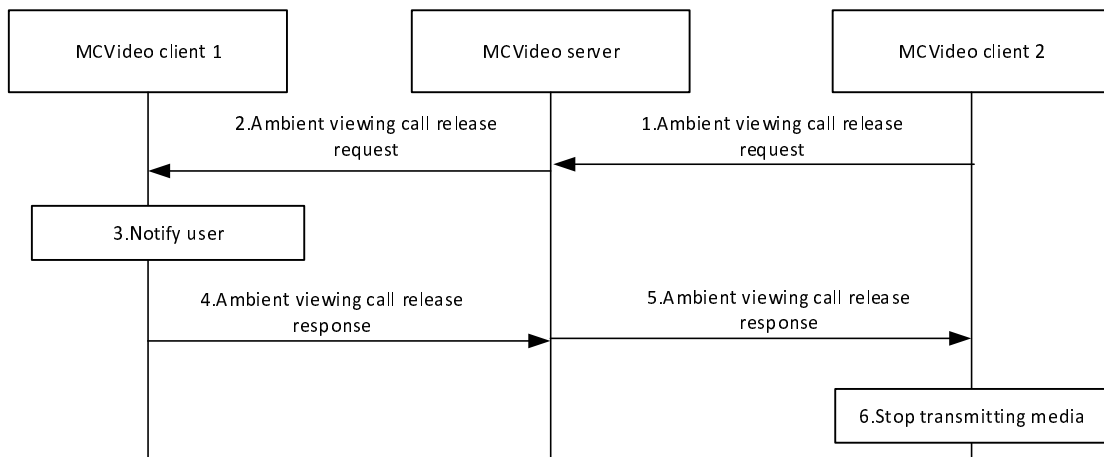 MCVideo client 1
MCVideo server
MCVideo client 2
2.Ambient viewing call release
request
1.Ambient viewing call release
request
3.Notify user
4.Ambient viewing call release
response
5.Ambient viewing call release
response
6.Stop transmitting media